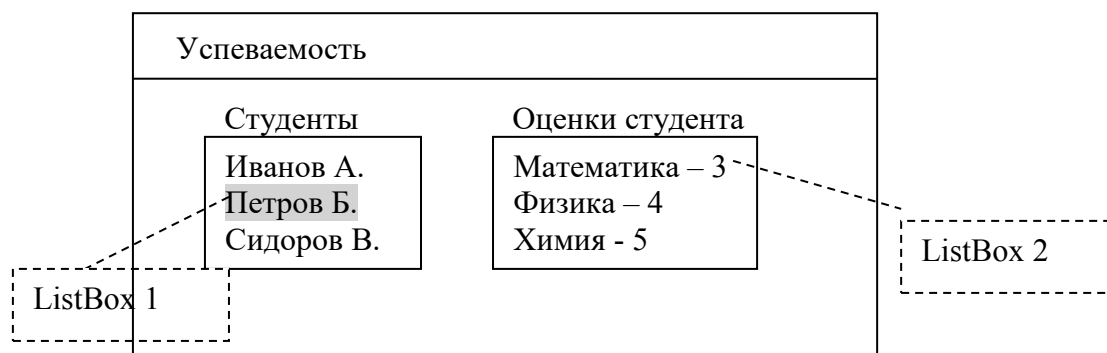 Успеваемость
Студенты
Оценки студента
Иванов А.
Петров Б.
Сидоров В.
Математика – 3
Физика – 4
Химия - 5
ListBox 1
ListBox 2